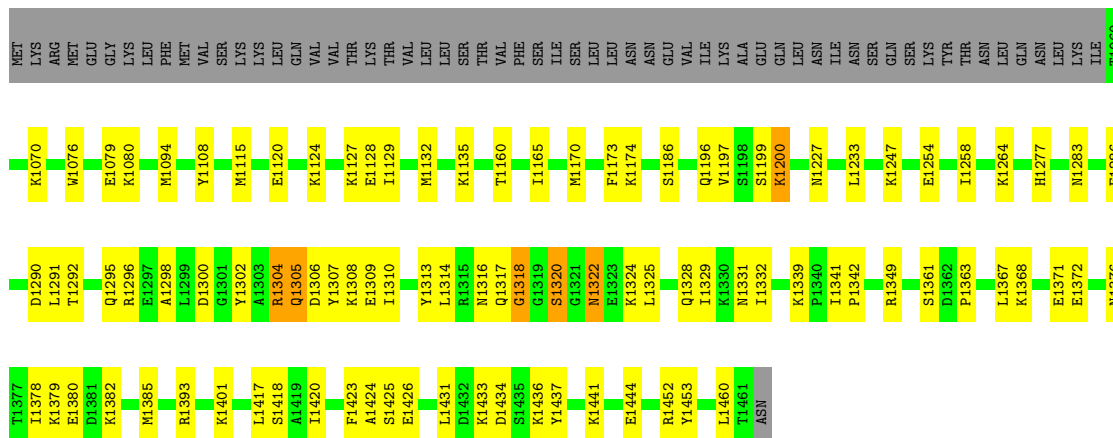 MET LYS ARG MET GLU GLY LYS LEU PHE MET VAL SER LYS LYS LEU GLN VAL VAL THR LYS THR VAL LEU LEU SER THR VAL PHE SER ILE SER LEU LEU ASN ASN GLU VAL ILE LYS ALA GLU GLN LEU ASN ILE ASN SER GLN SER LYS TYR THR ASN LEU GLN ASN LEU LYS ILE
K1070 W1076 E1079 K1080 M1094 Y1108 M1115 E1120 K1124 K1127 E1128 I1129 M1132 K1135 T1160 I1165 M1170 F1173 K1174 S1186 Q1196 V1197 S1198 S1199 K1200 N1227 L1233 K1247 E1254 I1258 K1264 H1277 N1283
D1290 L1291 T1292 Q1295 R1296 E1297 A1298 L1299 D1300 G1301 Y1302 A1303 R1304 Q1305 D1306 Q1307 K1308 E1309 I1310 Y1313 L1314 R1315 N1316 Q1317 G1318 G1319 S1320 G1321 N1322 E1323 K1324 L1325 Q1328 I1329 K1330 N1331 I1332 K1339 P1340 I1341 P1342 R1349 S1361 D1362 P1363 L1367 K1368 E1371 E1372
T1377 I1378 K1379 E1380 D1381 K1382 M1385 R1393 K1401 L1417 S1418 A1419 I1420 F1423 A1424 S1425 E1426 L1431 D1432 K1433 D1434 S1435 K1436 Y1437 K1441 E1444 R1452 Y1453 L1460 T1461 ASN